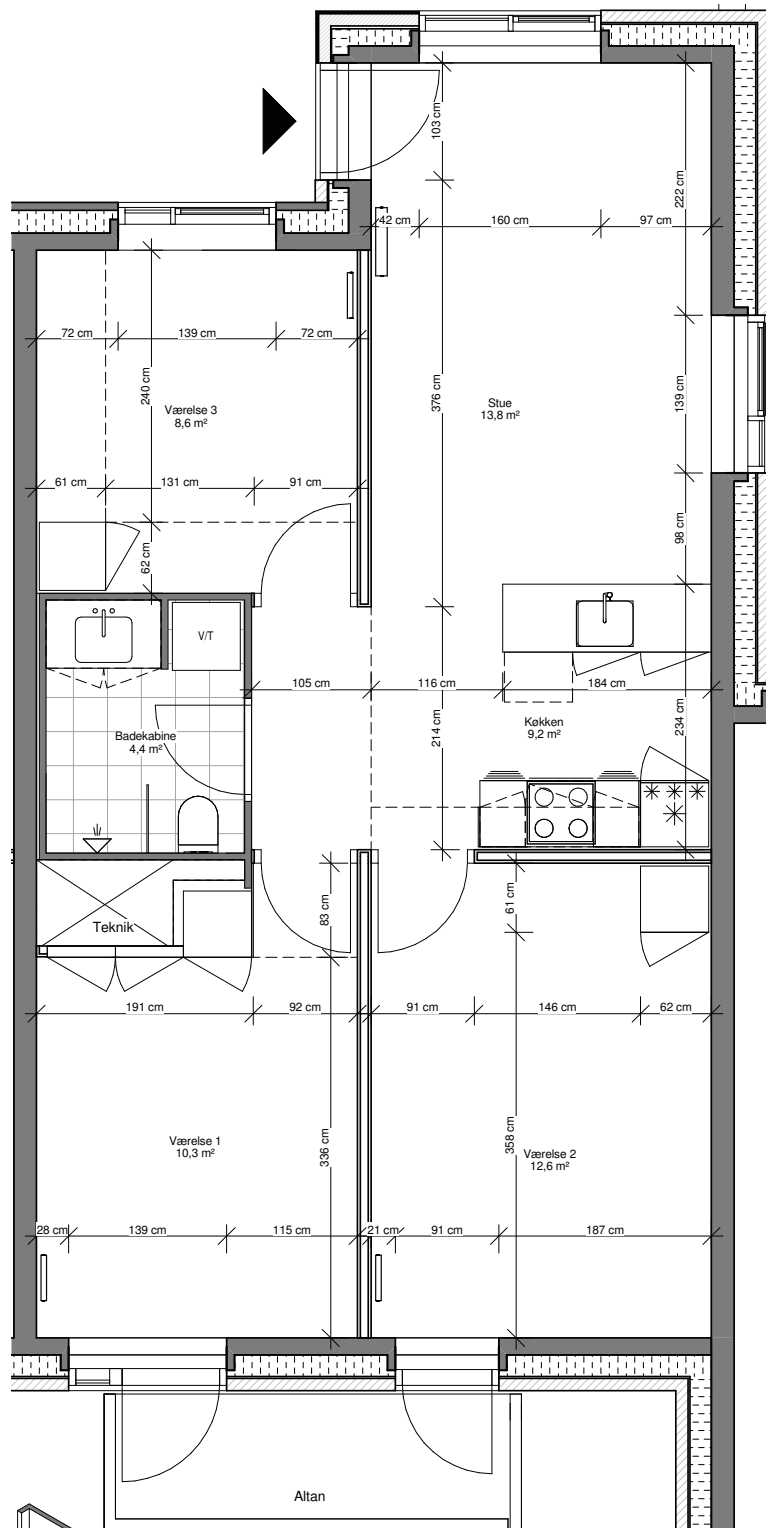 103 cm
222 cm
42 cm
160 cm
97 cm
72 cm
139 cm
72 cm
240 cm
376 cm
139 cm
Værelse 3
8,6 m²
Stue
13,8 m²
61 cm
131 cm
91 cm
98 cm
62 cm
V/T
105 cm
116 cm
184 cm
Badekabine
4,4 m²
214 cm
Køkken
9,2 m²
234 cm
Teknik
83 cm
61 cm
191 cm
92 cm
91 cm
146 cm
62 cm
Værelse 1
10,3 m²
336 cm
358 cm
Værelse 2
12,6 m²
28 cm
139 cm
115 cm
21 cm
91 cm
187 cm
Altan